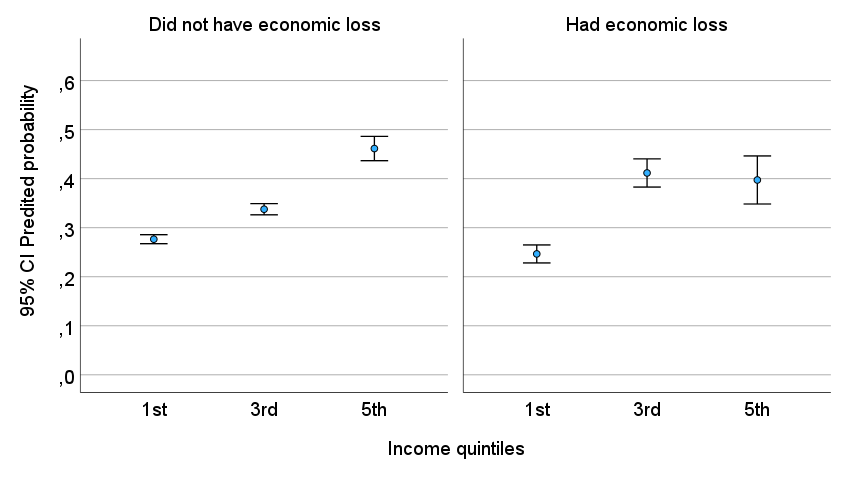 Did not have economic loss
Had economic loss
95% CI Predited probability
,6
,5
,4
,3
,2
,1
,0
1st 3rd 5th 1st 3rd 5th
Income quintiles